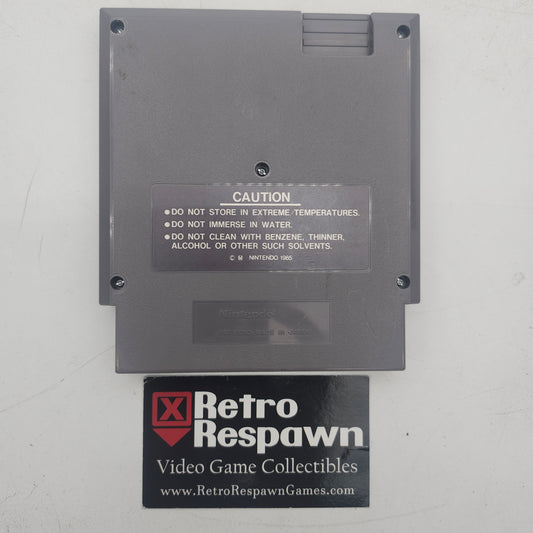 CAUTION
●DO NOT STORE IN EXTREME TEMPERATURES.
●DO NOT IMMERSE IN WATER.
●DO NOT CLEAN WITH BENZENE, THINNER,
ALCOHOL OR OTHER SUCH SOLVENTS.
NINTENDO 1985
Nintendo
X Retro
Respawn
Video Game Collectibles
www.RetroRespawnGames.com